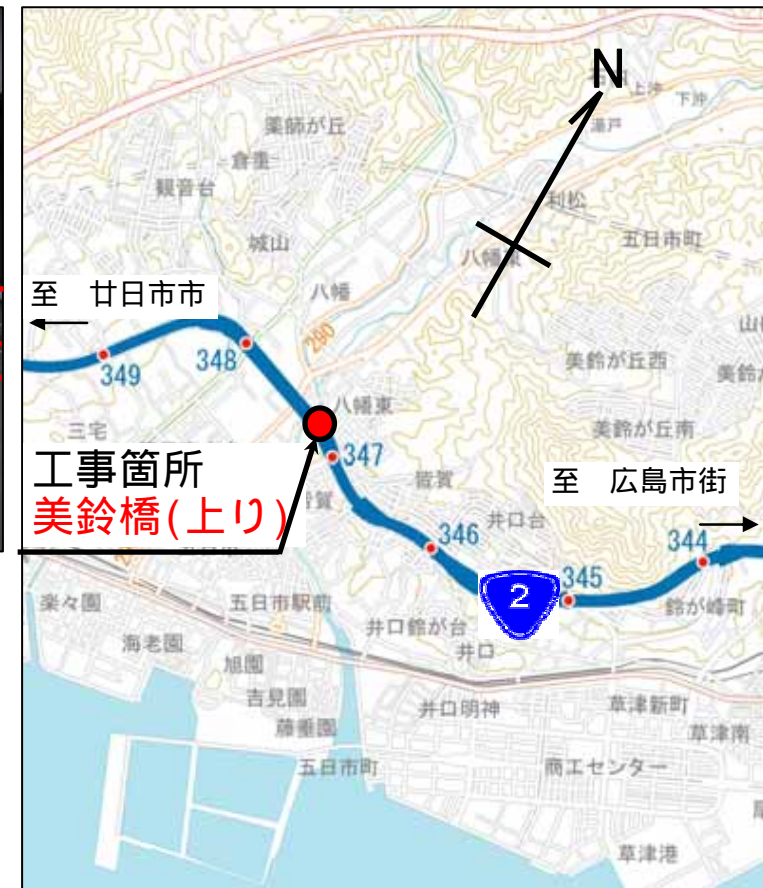 N
上沖
下沖
湯戸
薬師が丘
倉重
観音台
利松
城山
五日市町
八幡東
至 廿日市市
八幡
290
348
349
美鈴が丘西
八幡東
三宅
美鈴が丘南
347
工事箇所
皆賀
至 広島市街
美鈴橋(上り)
井口台
346
344
345
2
楽々園
五日市駅前
鈴が峰町
井口鈴が台
海老園
井口
旭園
吉見園
井口明神
草津新町
藤垂園
草津南
五日市町
商工センター
草津港